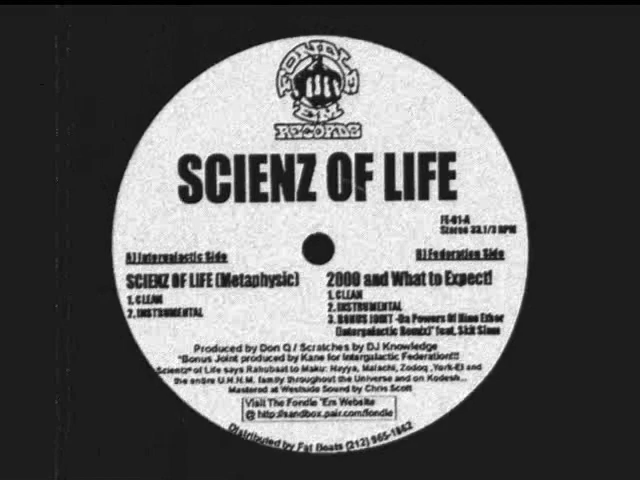 FONDLE
'EM
RECORDS
SCIENZ OF LIFE
FE-01-A
Stereo 33.1/3 RPM
A) Intergalactic Side
SCIENZ OF LIFE (Metaphysic)
1. CLEAN
2. INSTRUMENTAL
B) Federation Side
2000 and What to Expect!
1. CLEAN
2. INSTRUMENTAL
3. BONUS JOINT -Da Powers Of Nine Ether
(Intergalactic Remix)" feat. Skit Slam
Produced by Don Q / Scratches by DJ Knowledge
"Bonus Joint produced by Kane for Intergalactic Federation!!!
Scienz of Life says Rahubaat to Maku: Nayya, Malachi, Zodoq, York-El and
the entire U.N.N.M. family throughout the Universe and on Kodesh...
Mastered at Westside Sound by Chris Scott
Visit The Fondle 'Em Website
@ http://sandbox.pair.com/fondle
Distributed by Fat Beats (212) 965-1862